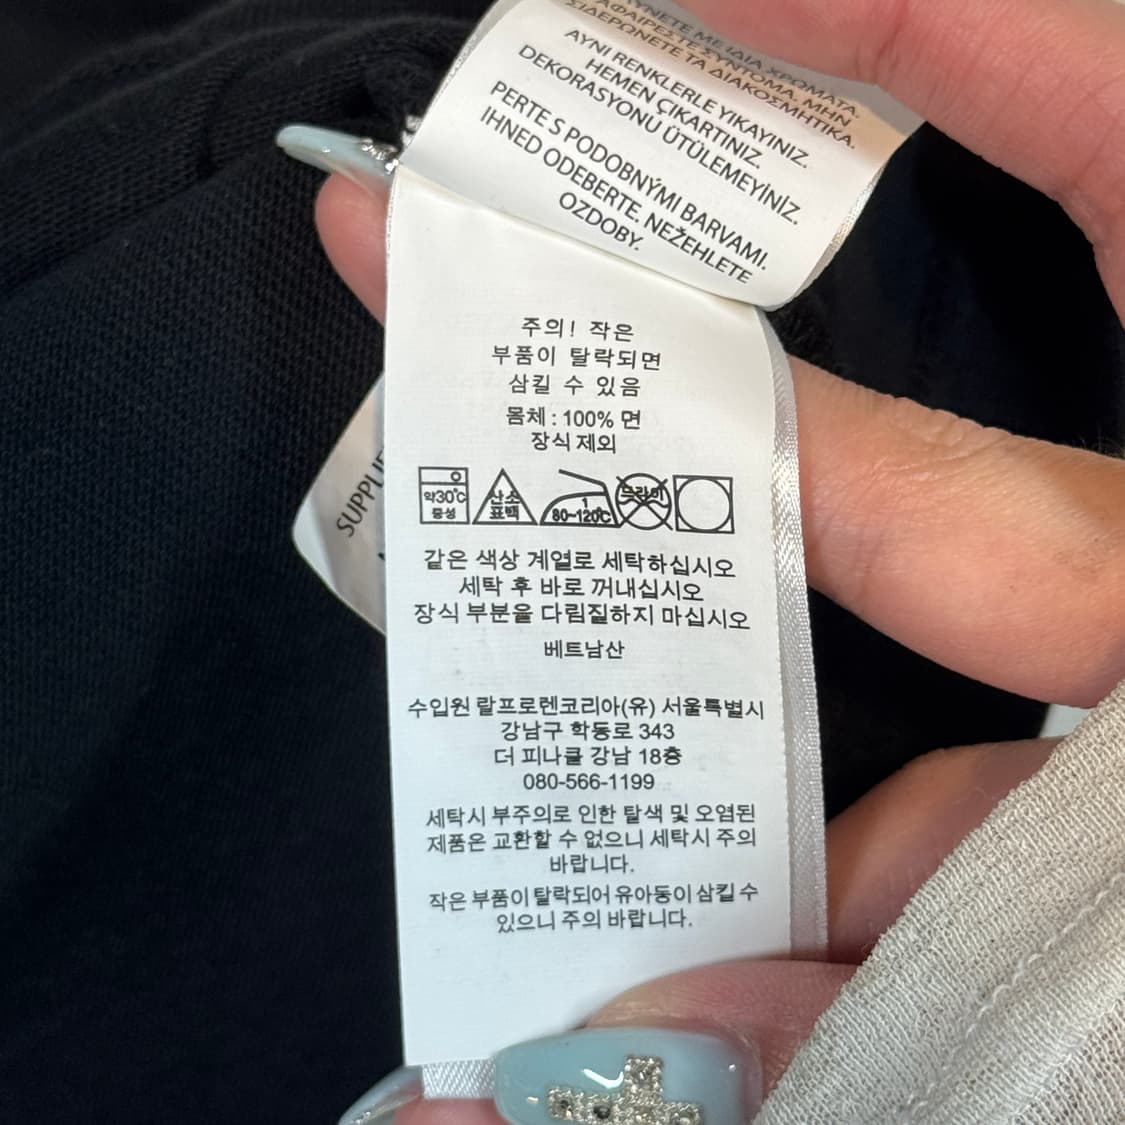 ΣΙΔΕΡΩΝΕΤΕ ΤΑ ΔΙΑΚΟΣΜΗΤΙΚΑ.
AYNI RENKLERLE YIKAYINIZ.
HEMEN ÇIKARTINIZ.
DEKORASYONU ÜTÜLEMEYİNİZ.
PERTE S PODOBNÝMI BARVAMI.
IHNED ODEBERTE. NEŽEHLETE
OZDOBY.
주의! 작은
부품이 탈락되면
삼킬 수 있음
몸체 : 100% 면
장식 제외
약30℃
중성
산소
표백
1
80~120℃
드라이
같은 색상 계열로 세탁하십시오
세탁 후 바로 꺼내십시오
장식 부분을 다림질하지 마십시오
베트남산
수입원 랄프로렌코리아(유) 서울특별시
강남구 학동로 343
더 피나클 강남 18층
080-566-1199
세탁시 부주의로 인한 탈색 및 오염된
제품은 교환할 수 없으니 세탁시 주의
바랍니다.
작은 부품이 탈락되어 유아동이 삼킬 수
있으니 주의 바랍니다.